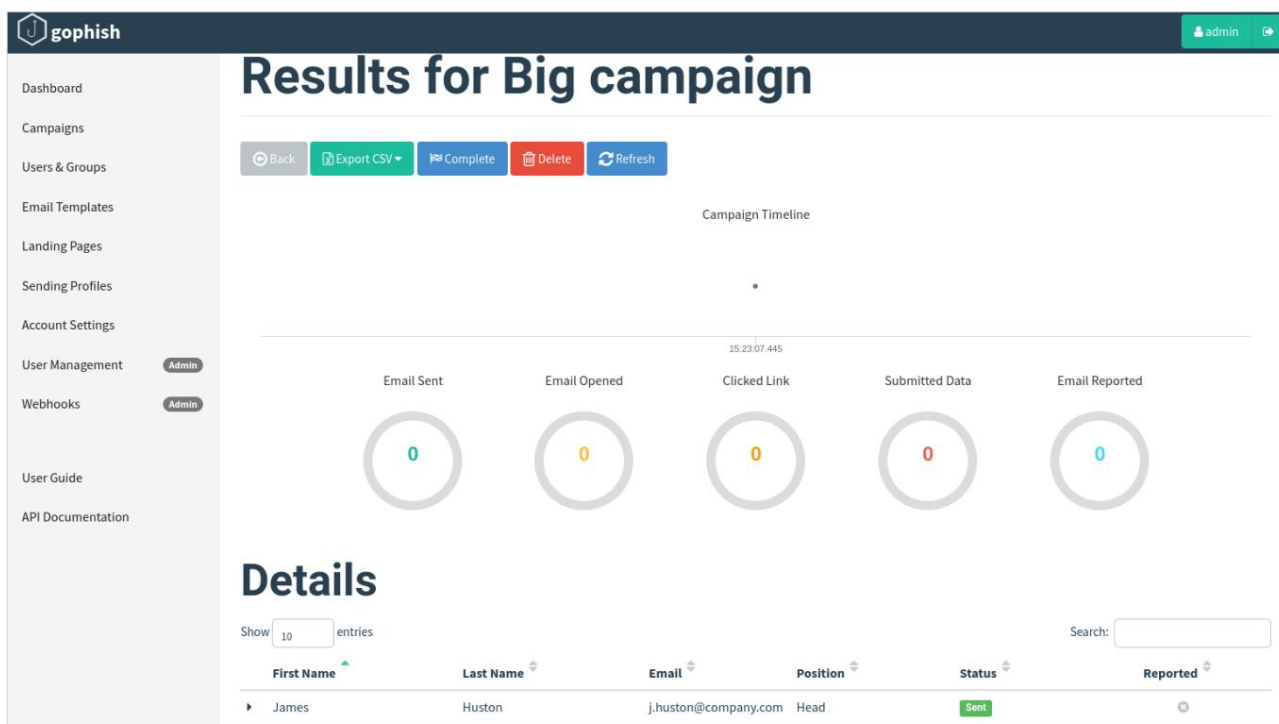 gophish
admin
Dashboard
Campaigns
Users & Groups
Email Templates
Landing Pages
Sending Profiles
Account Settings
User Management Admin
Webhooks Admin
User Guide
API Documentation
Results for Big campaign
Back Export CSV Complete Delete Refresh
Campaign Timeline
15:23:07.445
Email Sent Email Opened Clicked Link Submitted Data Email Reported
0 0 0 0 0
Details
Show 10 entries Search:
First Name Last Name Email Position Status Reported
James Huston j.huston@company.com Head Sent